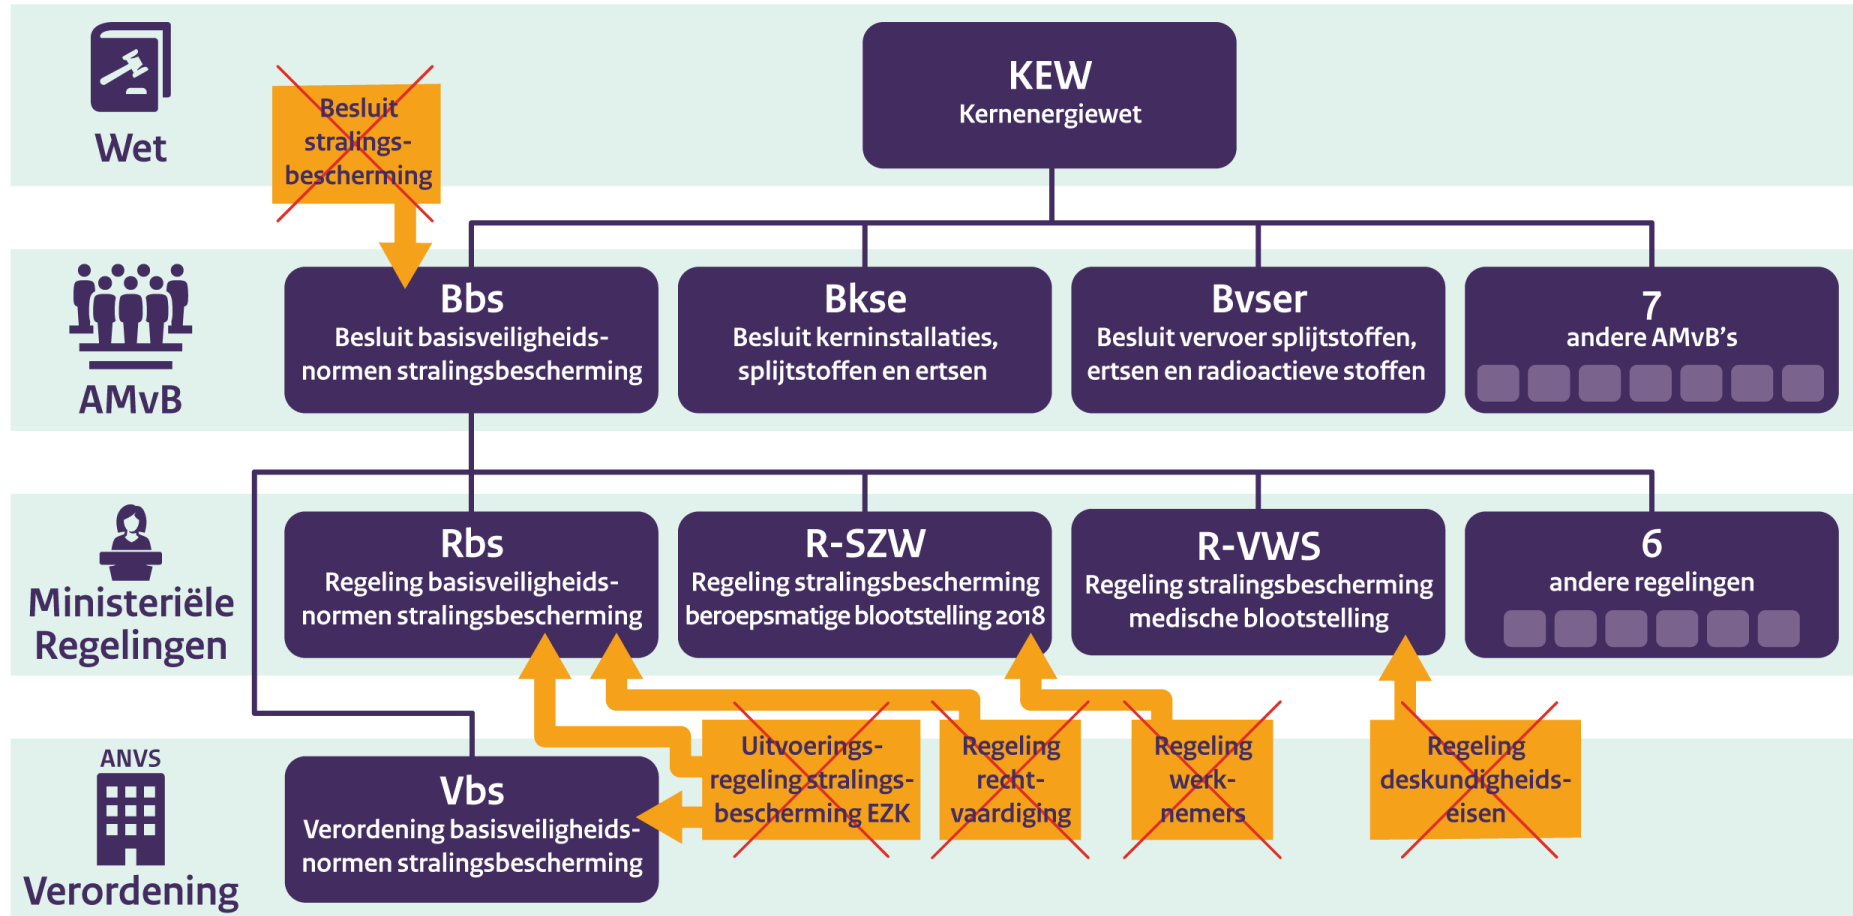 Wet
Besluit
stralings-
bescherming
KEW
Kernenergiewet
AMvB
Bbs
Besluit basisveiligheids-
normen stralingsbescherming
Bkse
Besluit kerninstallaties,
splijtstoffen en ertsen
Bvser
Besluit vervoer splijtstoffen,
ertsen en radioactieve stoffen
7
andere AMvB's
Ministeriële
Regelingen
Rbs
Regeling basisveiligheids-
normen stralingsbescherming
R-SZW
Regeling stralingsbescherming
beroepsmatige blootstelling 2018
R-VWS
Regeling stralingsbescherming
medische blootstelling
6
andere regelingen
ANVS
Verordening
Vbs
Verordening basisveiligheids-
normen stralingsbescherming
Uitvoerings-
regeling stralings-
bescherming EZK
Regeling
recht-
vaardiging
Regeling
werk-
nemers
Regeling
deskundigheids-
eisen